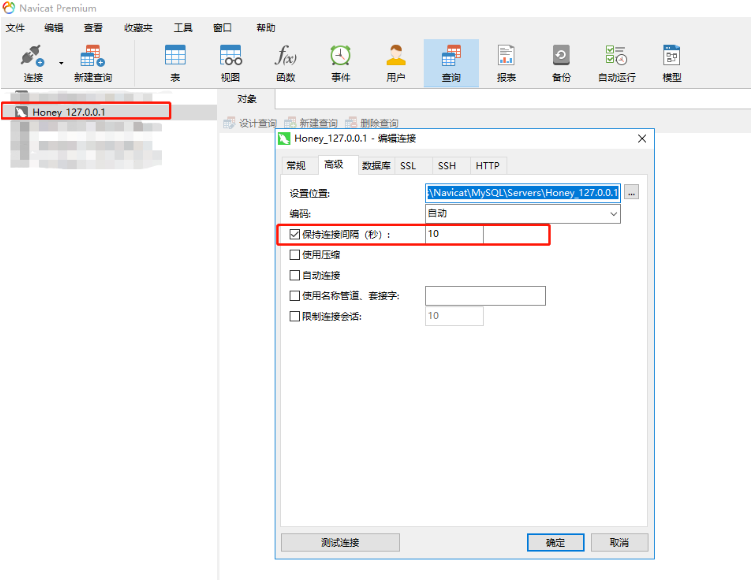 Navicat Premium
文件 编辑 查看 收藏夹 工具 窗口 帮助
f(x)
连接 新建查询 表 视图 函数 事件 用户 查询 报表 备份 自动运行 模型
对象
Honey_127.0.0.1
设计查询 新建查询 删除查询
Honey_127.0.0.1 - 编辑连接
常规 高级 数据库 SSL SSH HTTP
设置位置: :\Navicat\MySQL\Servers\Honey_127.0.0.1 ...
编码: 自动
保持连接间隔（秒）: 10
使用压缩
自动连接
使用名称管道、套接字:
限制连接会话: 10
测试连接 确定 取消